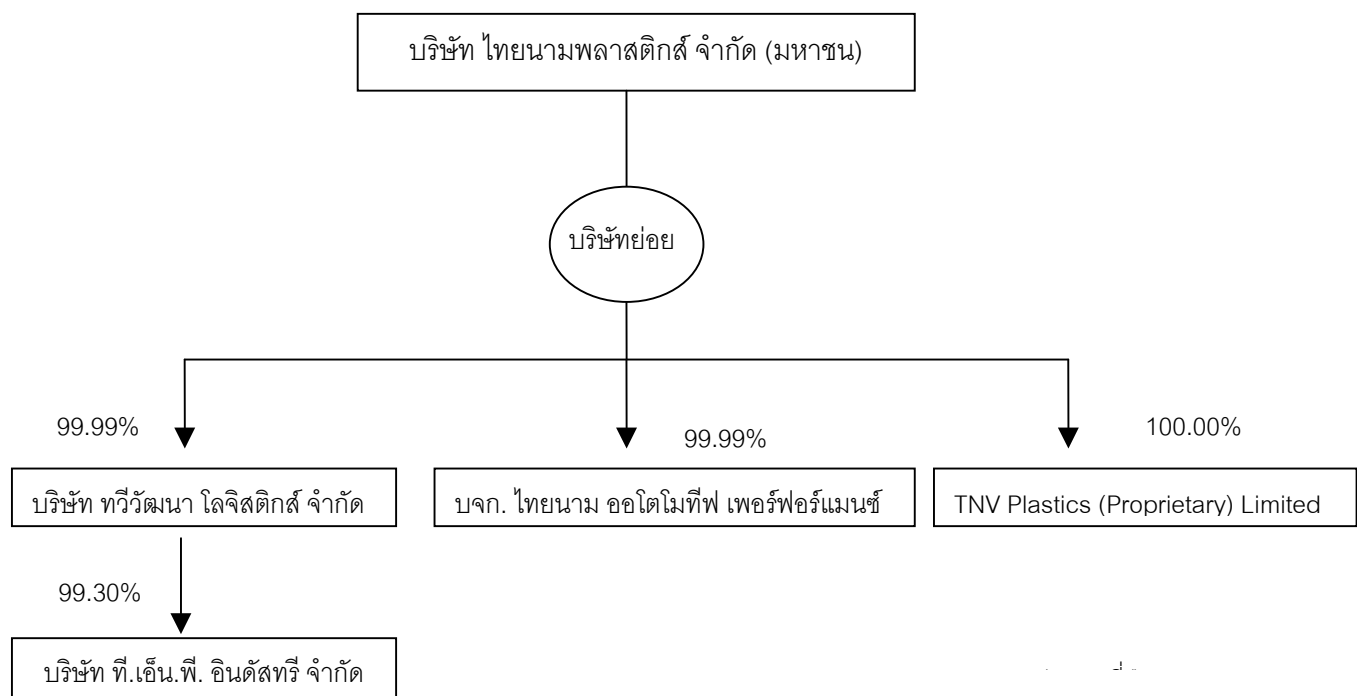 บริษัท ไทยนามพลาสติกส์ จำกัด (มหาชน)
บริษัทย่อย
99.99%
99.99%
100.00%
บริษัท ทวีวัฒนา โลจิสติกส์ จำกัด
บจก. ไทยนาม ออโตโมทีฟ เพอร์ฟอร์แมนซ์
TNV Plastics (Proprietary) Limited
99.30%
บริษัท ที.เอ็น.พี. อินดัสทรี จำกัด